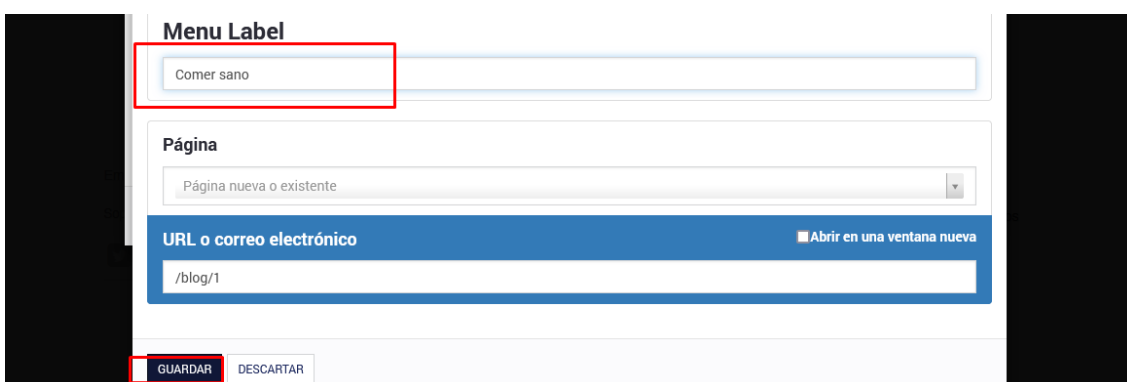 Menu Label
Comer sano
Página
Página nueva o existente
URL o correo electrónico
Abrir en una ventana nueva
/blog/1
GUARDAR
DESCARTAR